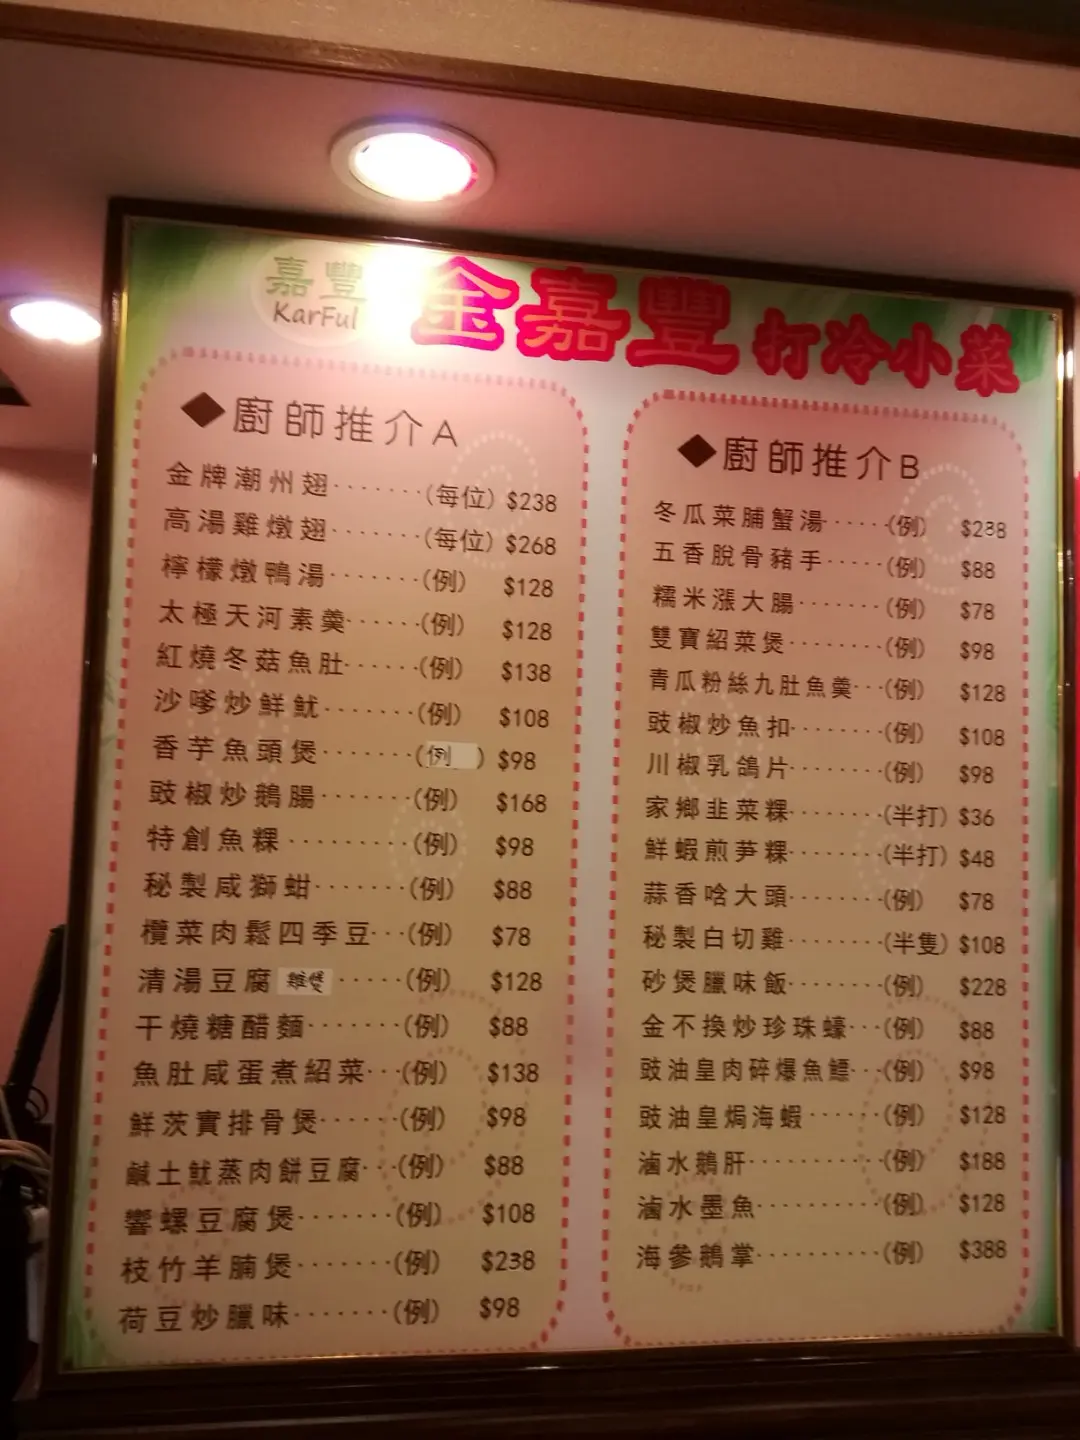 嘉豐
KarFul
金嘉豐打冷小菜
◆廚師推介A
金牌潮州翅·······(每位) $238
高湯雞燉翅·······(每位) $268
檸檬燉鴨湯·······(例) $128
太極天河素羹······(例) $128
紅燒冬菇魚肚······(例) $138
沙嗲炒鮮魷·······(例) $108
香芋魚頭煲·······(例) $98
豉椒炒鵝腸·······(例) $168
特創魚粿·········(例) $98
秘製咸獅蚶·······(例) $88
欖菜肉鬆四季豆···(例) $78
清湯豆腐雞煲·····(例) $128
干燒糖醋麵·······(例) $88
魚肚咸蛋煮紹菜···(例) $138
鮮茨實排骨煲······(例) $98
鹹土魷蒸肉餅豆腐···(例) $88
響螺豆腐煲·······(例) $108
枝竹羊腩煲·······(例) $238
荷豆炒臘味·······(例) $98
◆廚師推介B
冬瓜菜脯蟹湯·····(例) $238
五香脫骨豬手·····(例) $88
糯米漲大腸·······(例) $78
雙寶紹菜煲········(例) $98
青瓜粉絲九肚魚羹···(例) $128
豉椒炒魚扣········(例) $108
川椒乳鴿片········(例) $98
家鄉韭菜粿········(半打) $36
鮮蝦煎笋粿········(半打) $48
蒜香唅大頭········(例) $78
秘製白切雞········(半隻) $108
砂煲臘味飯········(例) $228
金不換炒珍珠蠔···(例) $88
豉油皇肉碎爆魚鰾···(例) $98
豉油皇焗海蝦······(例) $128
滷水鵝肝··········(例) $188
滷水墨魚·········(例) $128
海參鵝掌··········(例) $388